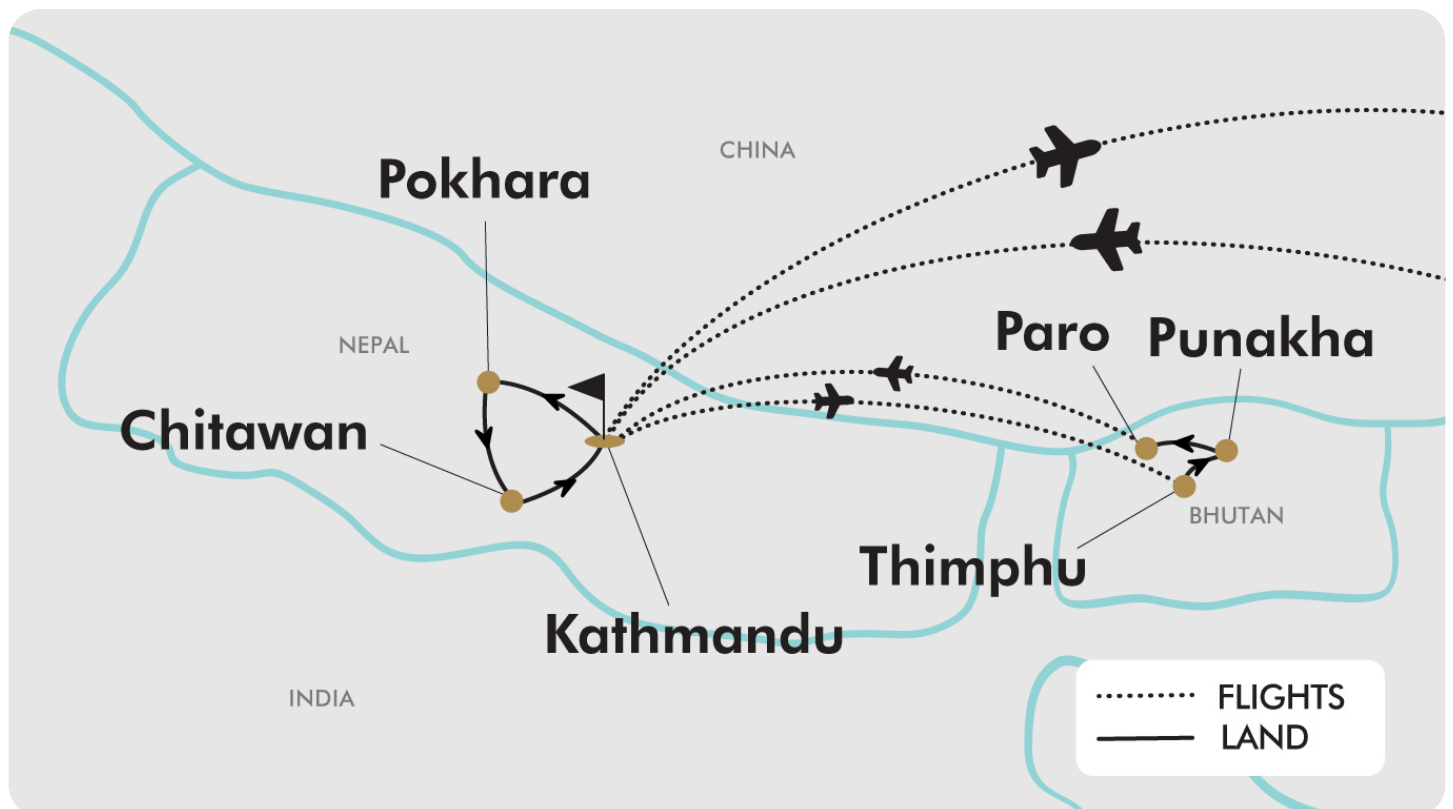 CHINA
Pokhara
Paro
Punakha
NEPAL
Chitawan
BHUTAN
Thimphu
Kathmandu
INDIA
FLIGHTS
LAND